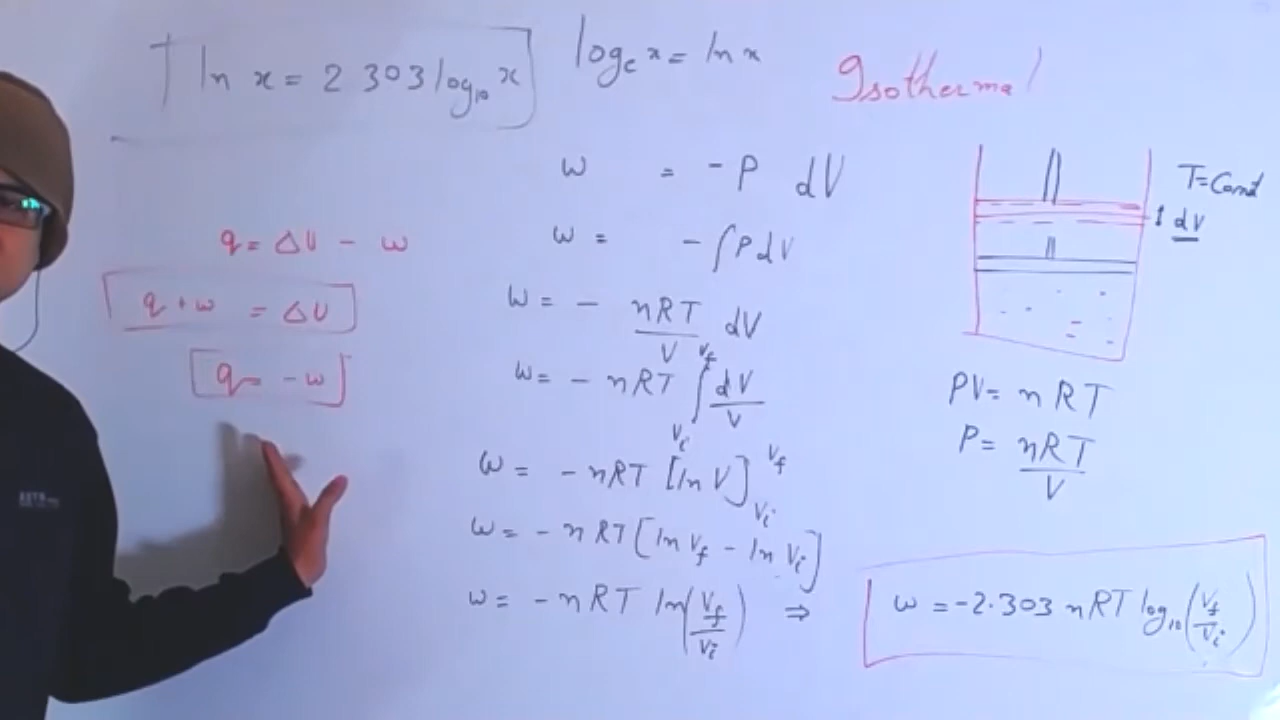 ln x = 2 303 log₁₀ x
logₑ x = ln x
Isothermal
w = - P dV
w = - ∫ P dV
w = - nRT/V dV
w = - nRT ∫_{Vi}^{Vf} dV/V
w = - nRT [ln V]_{Vi}^{Vf}
w = - nRT [ln Vf - ln Vi]
w = - nRT ln(Vf/Vi) ⇒
w = -2.303 nRT log₁₀(Vf/Vi)
q = ΔU - w
q + w = ΔU
q = - w
T = Const
↕ dV
PV = nRT
P = nRT/V